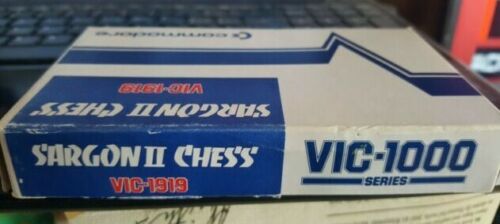 commodore
SARGON II CHESS
VIC-1919
SARGON II CHESS
VIC-1919
VIC-1000
SERIES